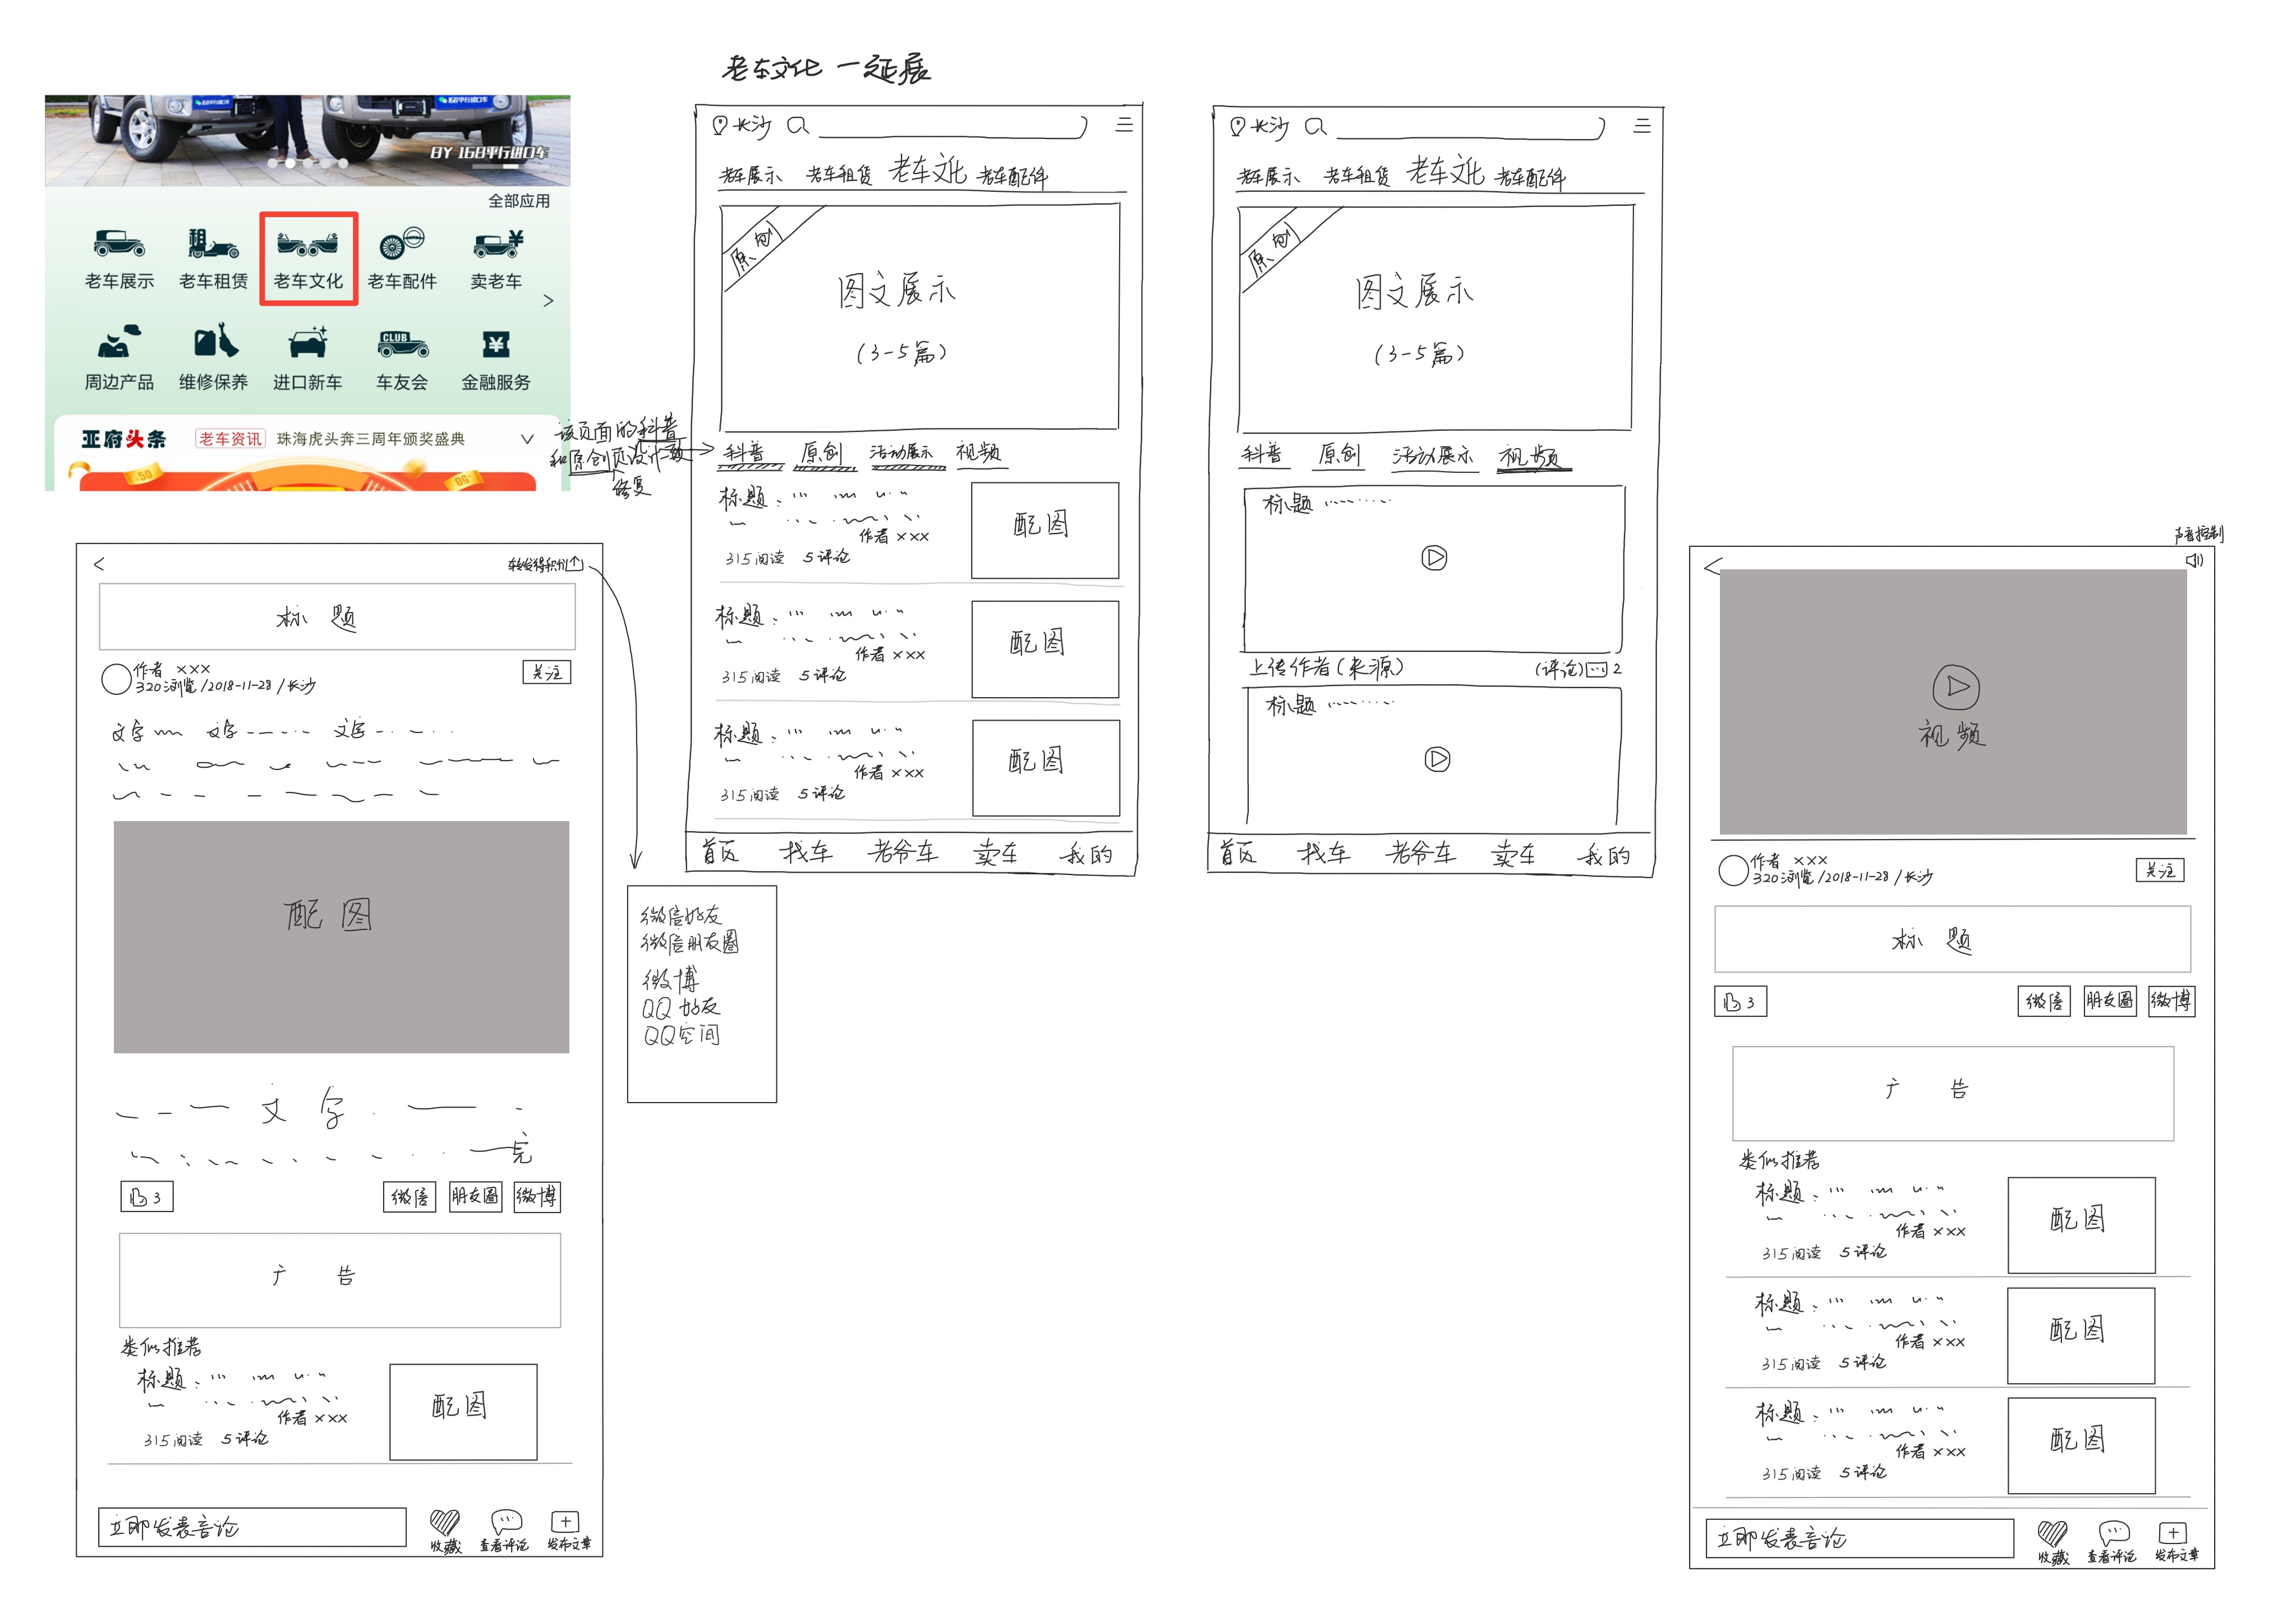 老车文化 一延展
BY 168平行进口车
全部应用
老车展示 老车租赁 老车文化 老车配件 卖老车
周边产品 维修保养 进口新车 车友会 金融服务
亚府头条 老车资讯 珠海虎头奔三周年颁奖盛典
该页面的科普
和原创页设计一致
修复
长沙
老车展示 老车租赁 老车文化 老车配件
原创
图文展示
(3-5篇)
科普 原创 活动展示 视频
标题
作者 xxx
315阅读 5评论
配图
标题
作者 xxx
315阅读 5评论
配图
标题
作者 xxx
315阅读 5评论
配图
首页 找车 老爷车 卖车 我的
长沙
老车展示 老车租赁 老车文化 老车配件
原创
图文展示
(3-5篇)
科普 原创 活动展示 视频
标题
上传作者(来源) (评论) 2
标题
首页 找车 老爷车 卖车 我的
转发得积分
标 题
作者 xxx
320浏览/2018-11-28/长沙
关注
文字 文字 文字
配 图
文 字
完
3 微信 朋友圈 微博
广 告
类似推荐
标题
作者 xxx
315阅读 5评论
配图
立即发表言论
收藏 查看评论 发布文章
微信好友
微信朋友圈
微博
QQ好友
QQ空间
声音控制
视频
作者 xxx
320浏览/2018-11-28/长沙
关注
标 题
3 微信 朋友圈 微博
广 告
类似推荐
标题
作者 xxx
315阅读 5评论
配图
标题
作者 xxx
315阅读 5评论
配图
标题
作者 xxx
315阅读 5评论
配图
立即发表言论
收藏 查看评论 发布文章